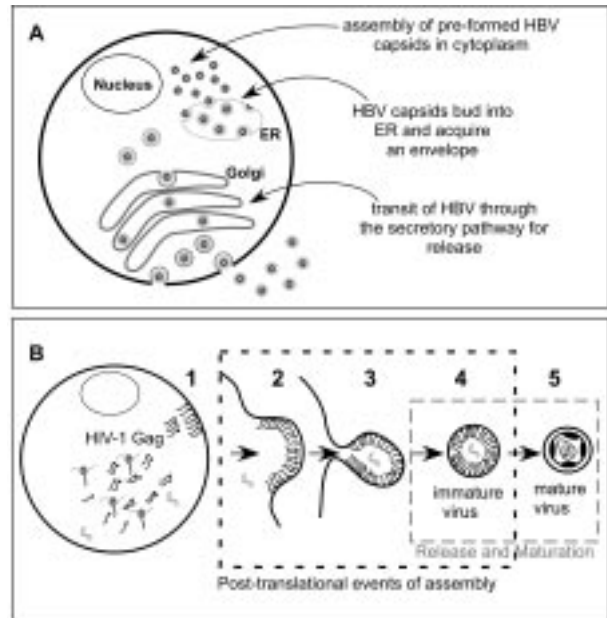 A
assembly of pre-formed HBV
capsids in cytoplasm
Nucleus
HBV capsids bud into
ER and acquire
an envelope
ER
Golgi
transit of HBV through
the secretory pathway for
release
B
1
2
3
4
5
HIV-1 Gag
immature
virus
mature
virus
Release and Maturation
Post-translational events of assembly